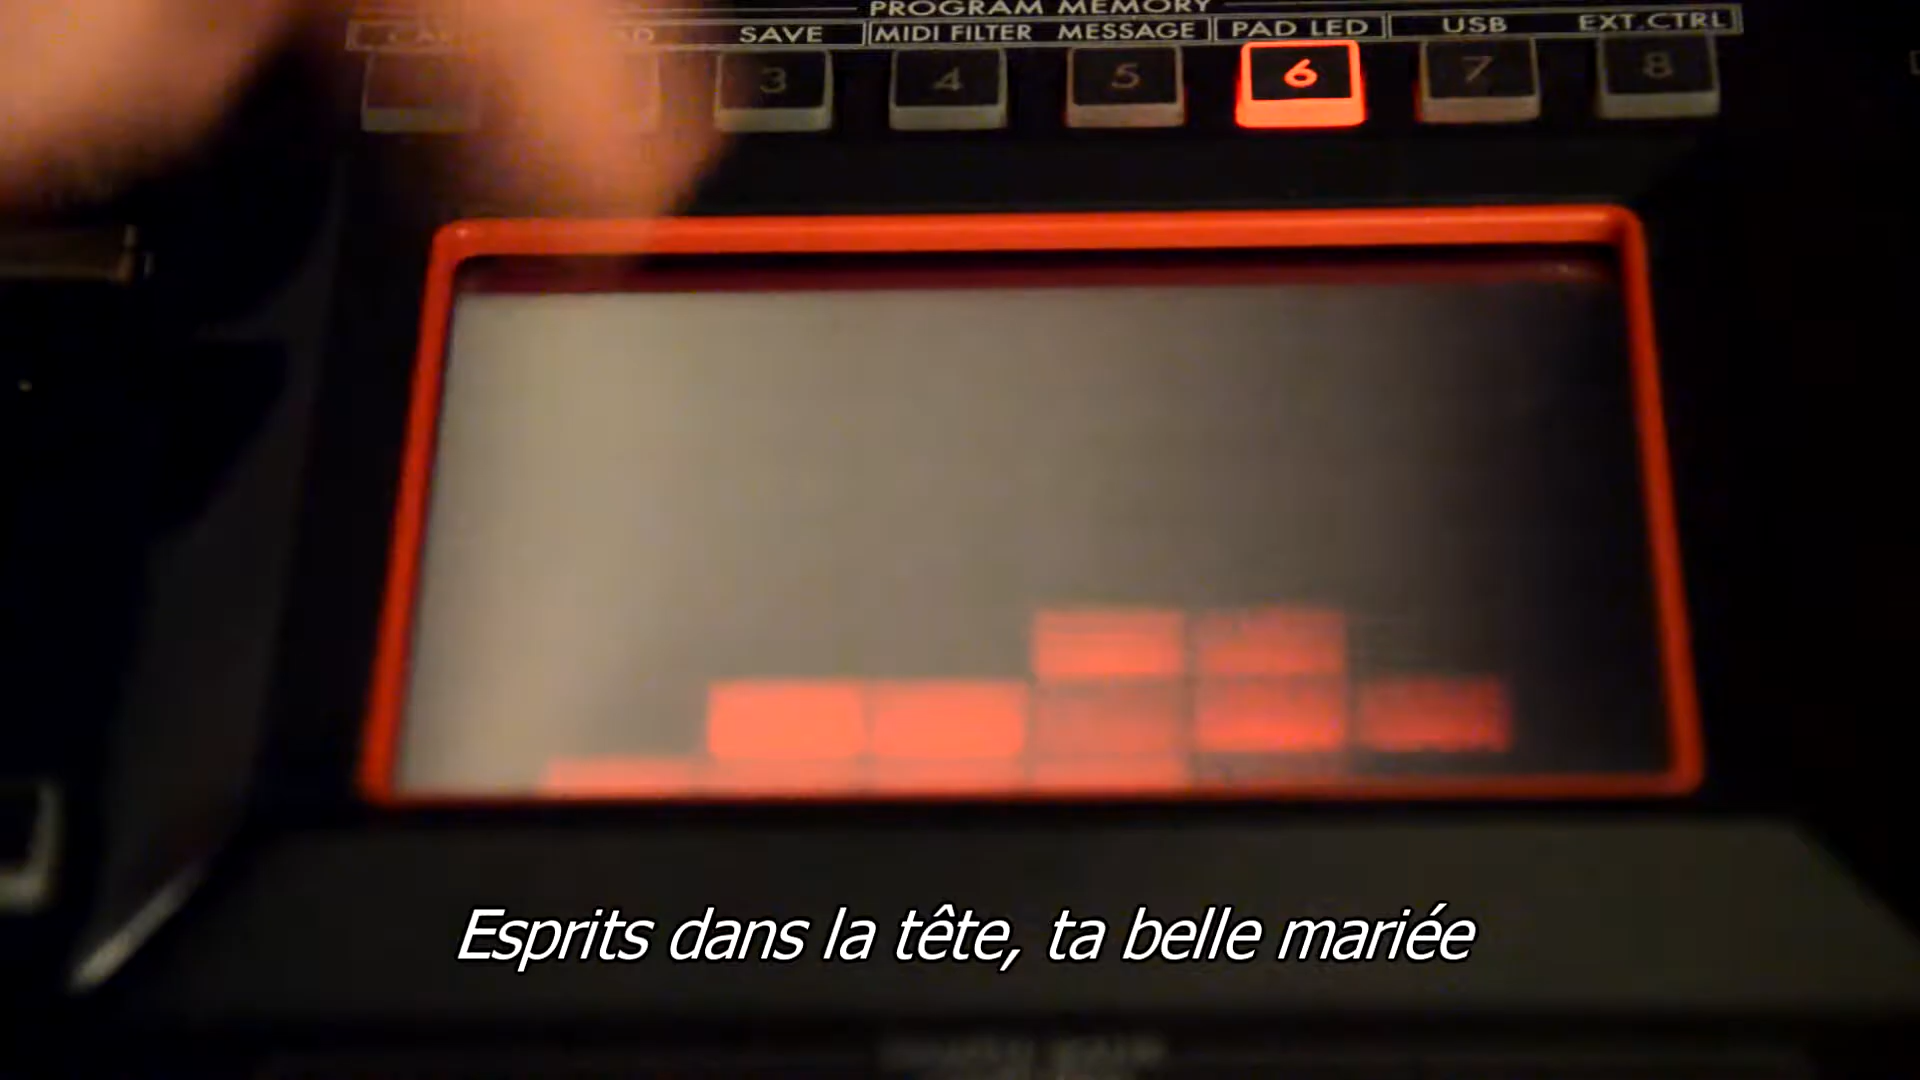 PROGRAM MEMORY
SAVE MIDI FILTER MESSAGE PAD LED USB EXT.CTRL
3 4 5 6 7 8
Esprits dans la tête, ta belle mariée